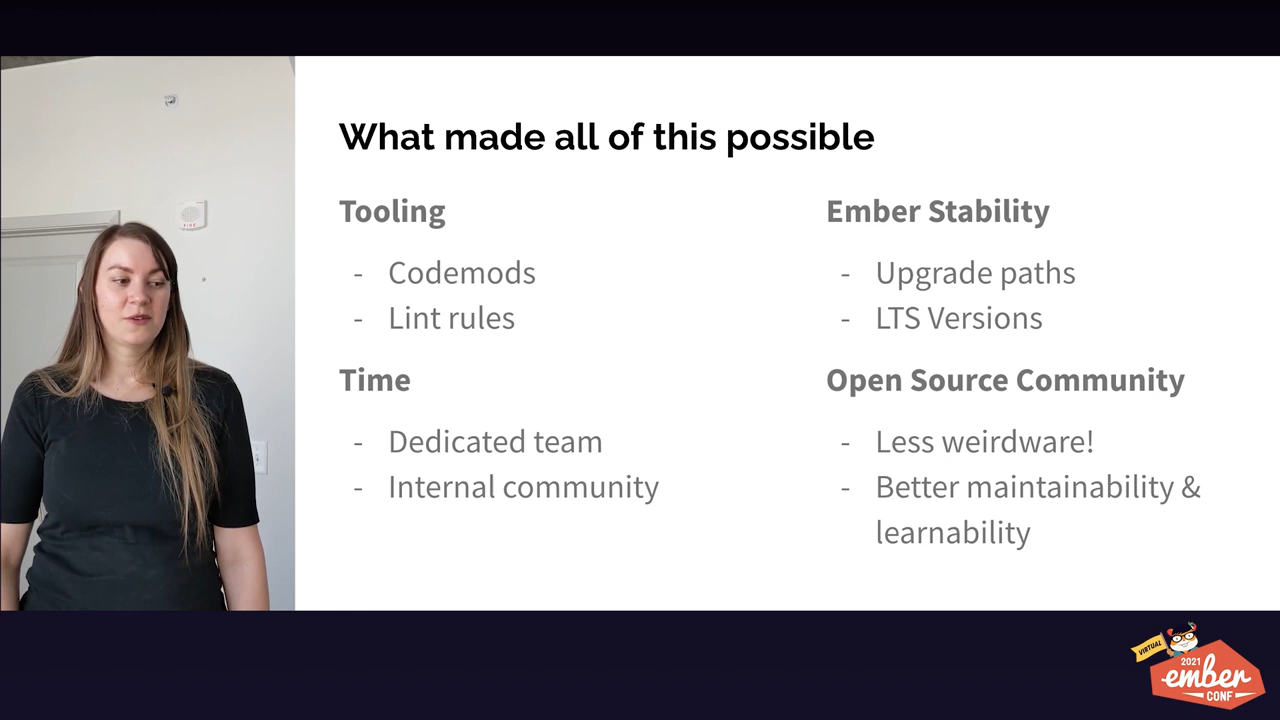 What made all of this possible
Tooling
- Codemods
- Lint rules
Time
- Dedicated team
- Internal community
Ember Stability
- Upgrade paths
- LTS Versions
Open Source Community
- Less weirdware!
- Better maintainability &
learnability
FIRE
VIRTUAL
2021
ember
CONF